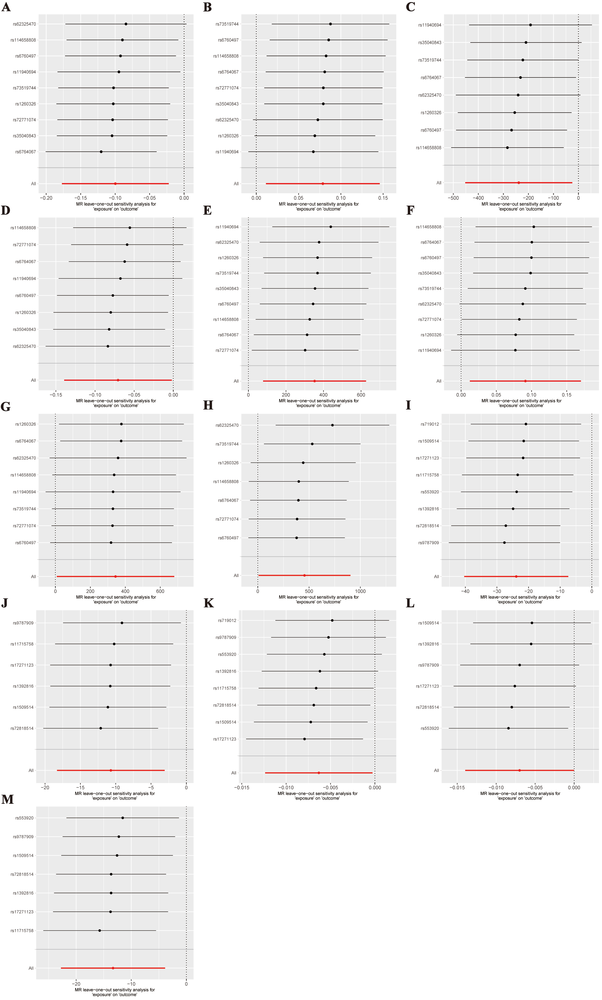 A
rs62325470
rs114658808
rs6760497
rs11940694
rs73519744
rs1260326
rs72771074
rs35040843
rs6764067
All
−0.20 −0.15 −0.10 −0.05 0.00
MR leave−one−out sensitivity analysis for
'exposure' on 'outcome'
B
rs73519744
rs6760497
rs114658808
rs6764067
rs72771074
rs35040843
rs62325470
rs1260326
rs11940694
All
0.00 0.05 0.10 0.15
MR leave−one−out sensitivity analysis for
'exposure' on 'outcome'
C
rs11940694
rs35040843
rs73519744
rs6764067
rs62325470
rs1260326
rs6760497
rs114658808
All
−500 −400 −300 −200 −100 0
MR leave−one−out sensitivity analysis for
'exposure' on 'outcome'
D
rs114658808
rs72771074
rs6764067
rs11940694
rs6760497
rs1260326
rs35040843
rs62325470
All
−0.15 −0.10 −0.05 0.00
MR leave−one−out sensitivity analysis for
'exposure' on 'outcome'
E
rs11940694
rs62325470
rs1260326
rs73519744
rs35040843
rs6760497
rs114658808
rs6764067
rs72771074
All
0 200 400 600
MR leave−one−out sensitivity analysis for
'exposure' on 'outcome'
F
rs114658808
rs6764067
rs6760497
rs35040843
rs73519744
rs62325470
rs72771074
rs1260326
rs11940694
All
0.00 0.05 0.10 0.15
MR leave−one−out sensitivity analysis for
'exposure' on 'outcome'
G
rs1260326
rs6764067
rs62325470
rs114658808
rs11940694
rs73519744
rs72771074
rs6760497
All
0 200 400 600
MR leave−one−out sensitivity analysis for
'exposure' on 'outcome'
H
rs62325470
rs73519744
rs1260326
rs114658808
rs6764067
rs72771074
rs6760497
All
0 500 1000
MR leave−one−out sensitivity analysis for
'exposure' on 'outcome'
I
rs719012
rs1509514
rs17271123
rs11715758
rs553920
rs1392816
rs72818514
rs9787909
All
−40 −30 −20 −10 0
MR leave−one−out sensitivity analysis for
'exposure' on 'outcome'
J
rs9787909
rs11715758
rs17271123
rs1392816
rs1509514
rs72818514
All
−20 −15 −10 −5 0
MR leave−one−out sensitivity analysis for
'exposure' on 'outcome'
K
rs719012
rs9787909
rs553920
rs1392816
rs11715758
rs72818514
rs1509514
rs17271123
All
−0.015 −0.010 −0.005 0.000
MR leave−one−out sensitivity analysis for
'exposure' on 'outcome'
L
rs1509514
rs1392816
rs9787909
rs17271123
rs72818514
rs553920
All
−0.015 −0.010 −0.005 0.000
MR leave−one−out sensitivity analysis for
'exposure' on 'outcome'
M
rs553920
rs9787909
rs1509514
rs72818514
rs1392816
rs17271123
rs11715758
All
−20 −10 0
MR leave−one−out sensitivity analysis for
'exposure' on 'outcome'